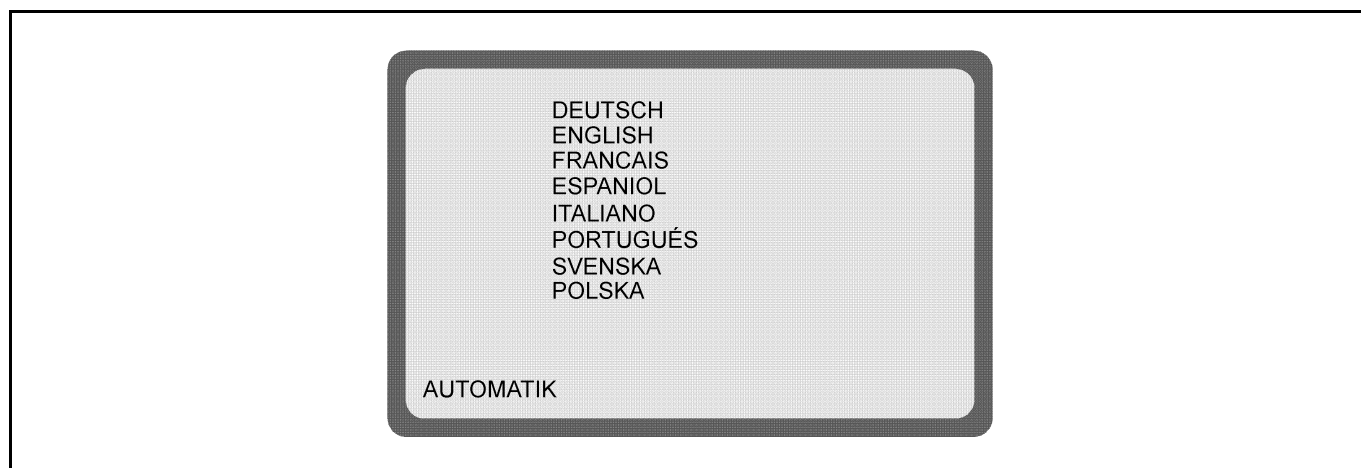 DEUTSCH
ENGLISH
FRANCAIS
ESPANIOL
ITALIANO
PORTUGUÉS
SVENSKA
POLSKA
AUTOMATIK